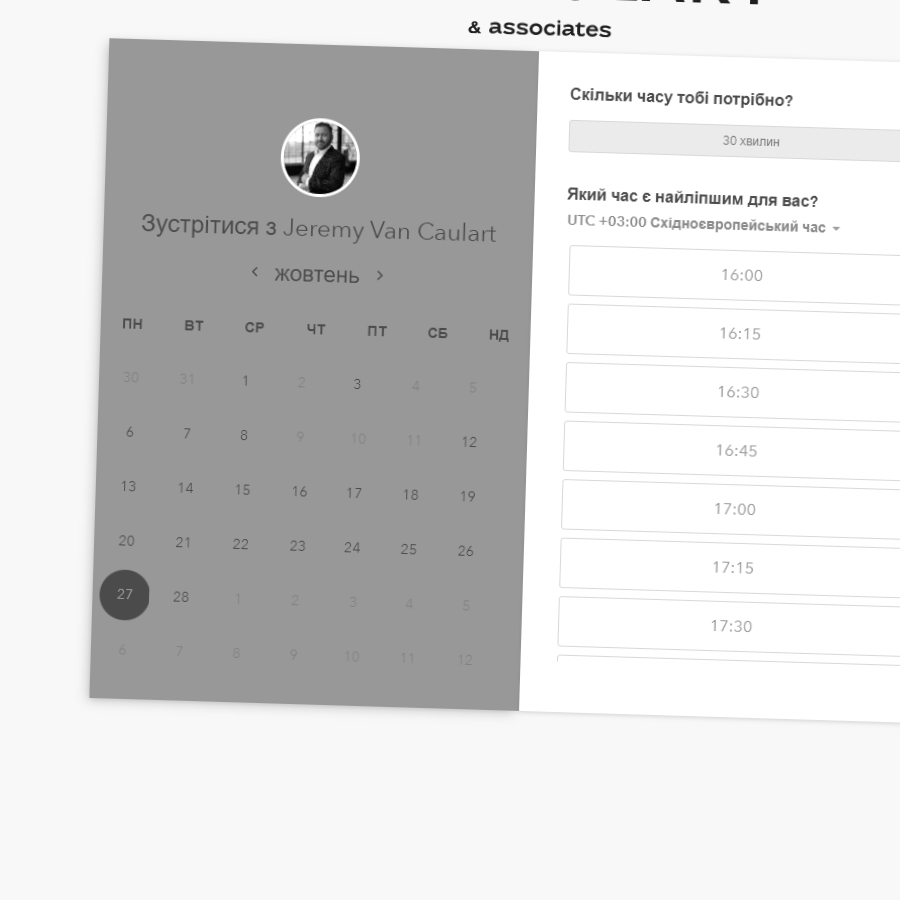 & associates
Зустрітися з Jeremy Van Caulart
жовтень
ПН ВТ СР ЧТ ПТ СБ НД
30 31 1 2 3 4 5
6 7 8 9 10 11 12
13 14 15 16 17 18 19
20 21 22 23 24 25 26
27 28 1 2 3 4 5
6 7 8 9 10 11 12
Скільки часу тобі потрібно?
30 хвилин
Який час є найліпшим для вас?
UTC +03:00 Східноєвропейський час
16:00
16:15
16:30
16:45
17:00
17:15
17:30